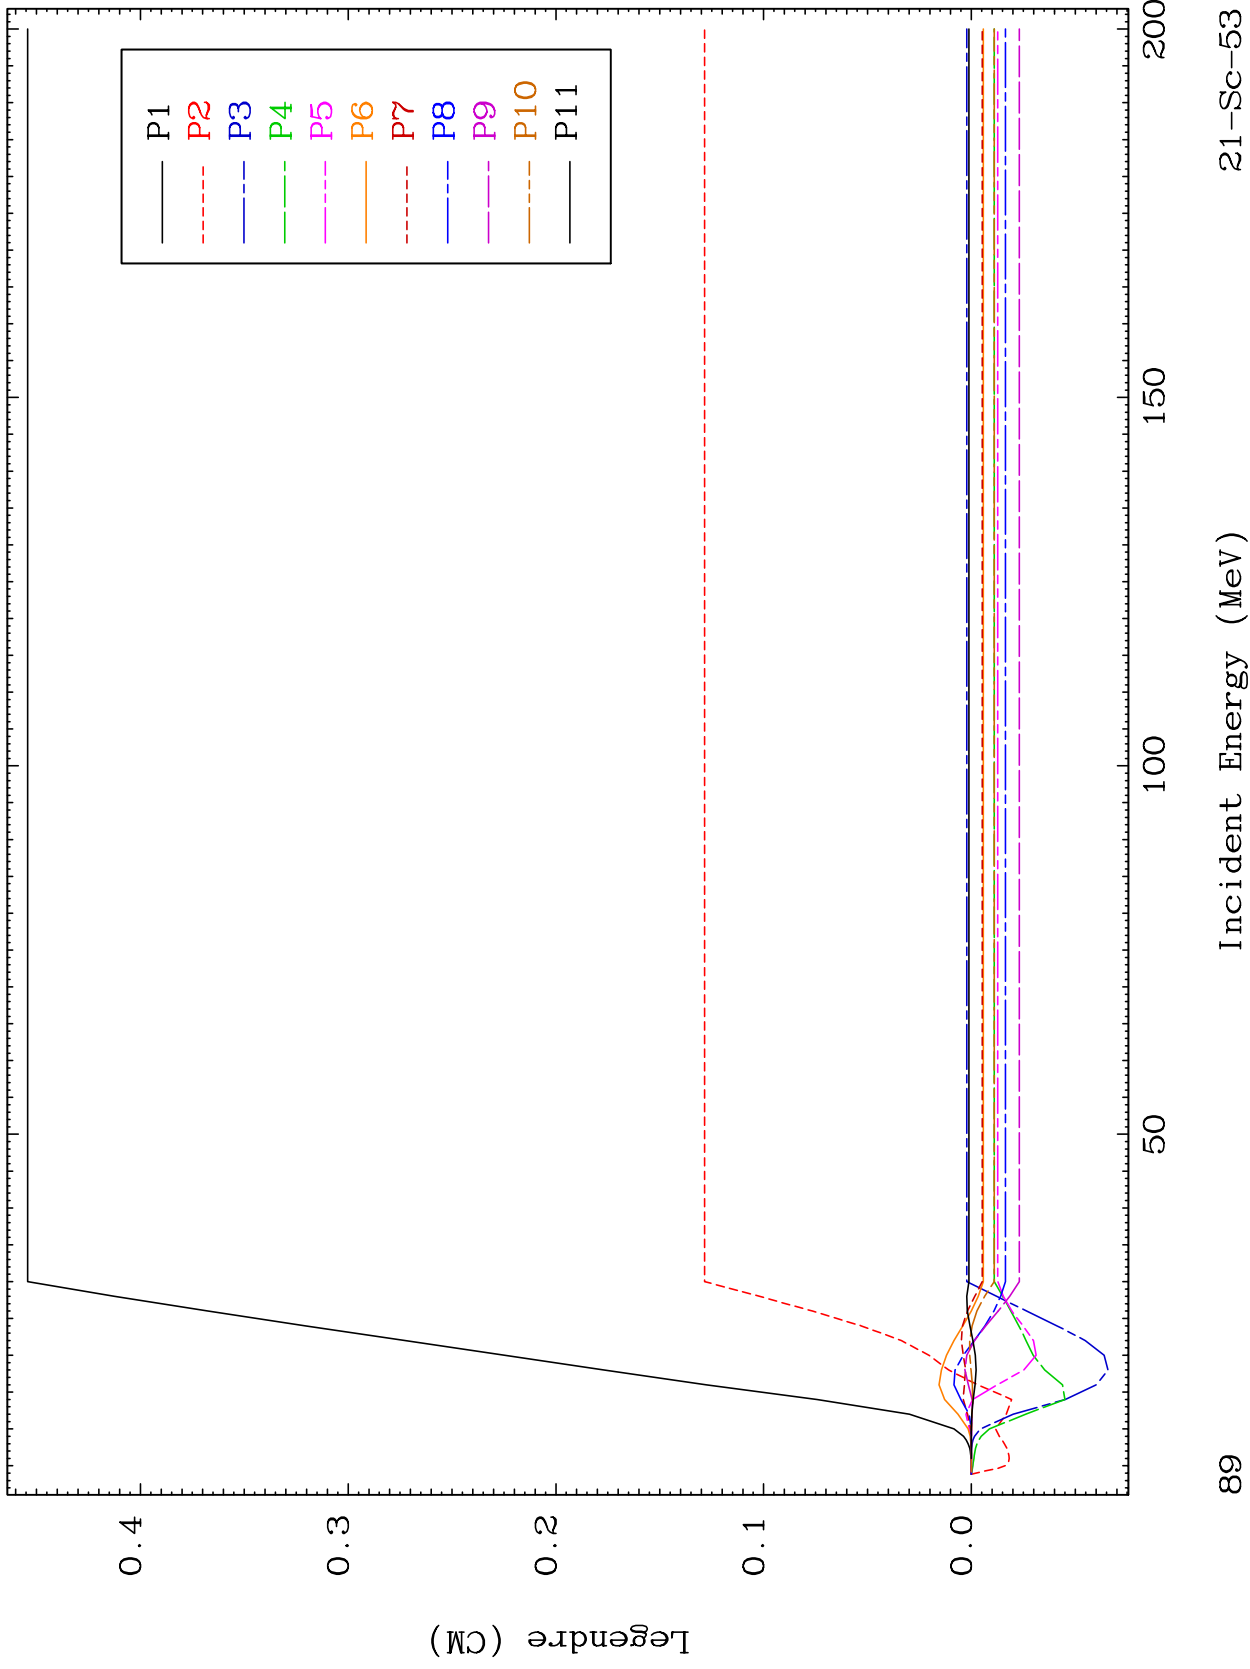 P1
P2
P3
P4
P5
P6
P7
P8
P9
P10
P11
0.4
0.3
0.2
0.1
0.0
Legendre (CM)
50
100
150
200
Incident Energy (MeV)
89
21-Sc-53